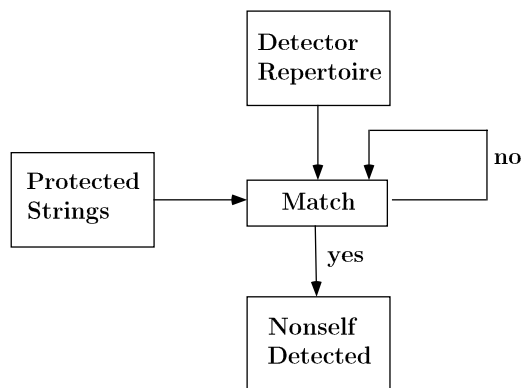 Detector
Repertoire
no
Protected
Strings
Match
yes
Nonself
Detected